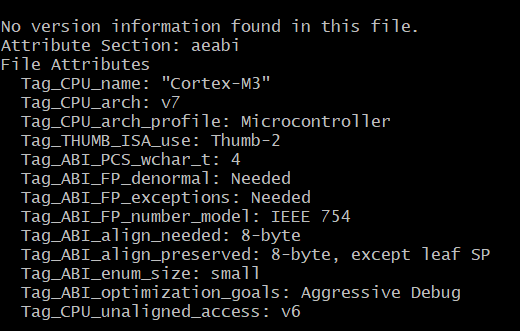 No version information found in this file.
Attribute Section: aeabi
File Attributes
Tag_CPU_name: "Cortex-M3"
Tag_CPU_arch: v7
Tag_CPU_arch_profile: Microcontroller
Tag_THUMB_ISA_use: Thumb-2
Tag_ABI_PCS_wchar_t: 4
Tag_ABI_FP_denormal: Needed
Tag_ABI_FP_exceptions: Needed
Tag_ABI_FP_number_model: IEEE 754
Tag_ABI_align_needed: 8-byte
Tag_ABI_align_preserved: 8-byte, except leaf SP
Tag_ABI_enum_size: small
Tag_ABI_optimization_goals: Aggressive Debug
Tag_CPU_unaligned_access: v6